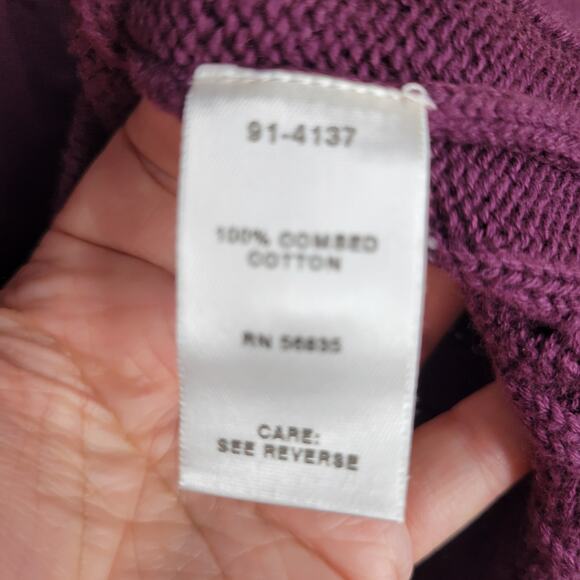 91-4137
100% COMBED
COTTON
RN 56835
CARE:
SEE REVERSE